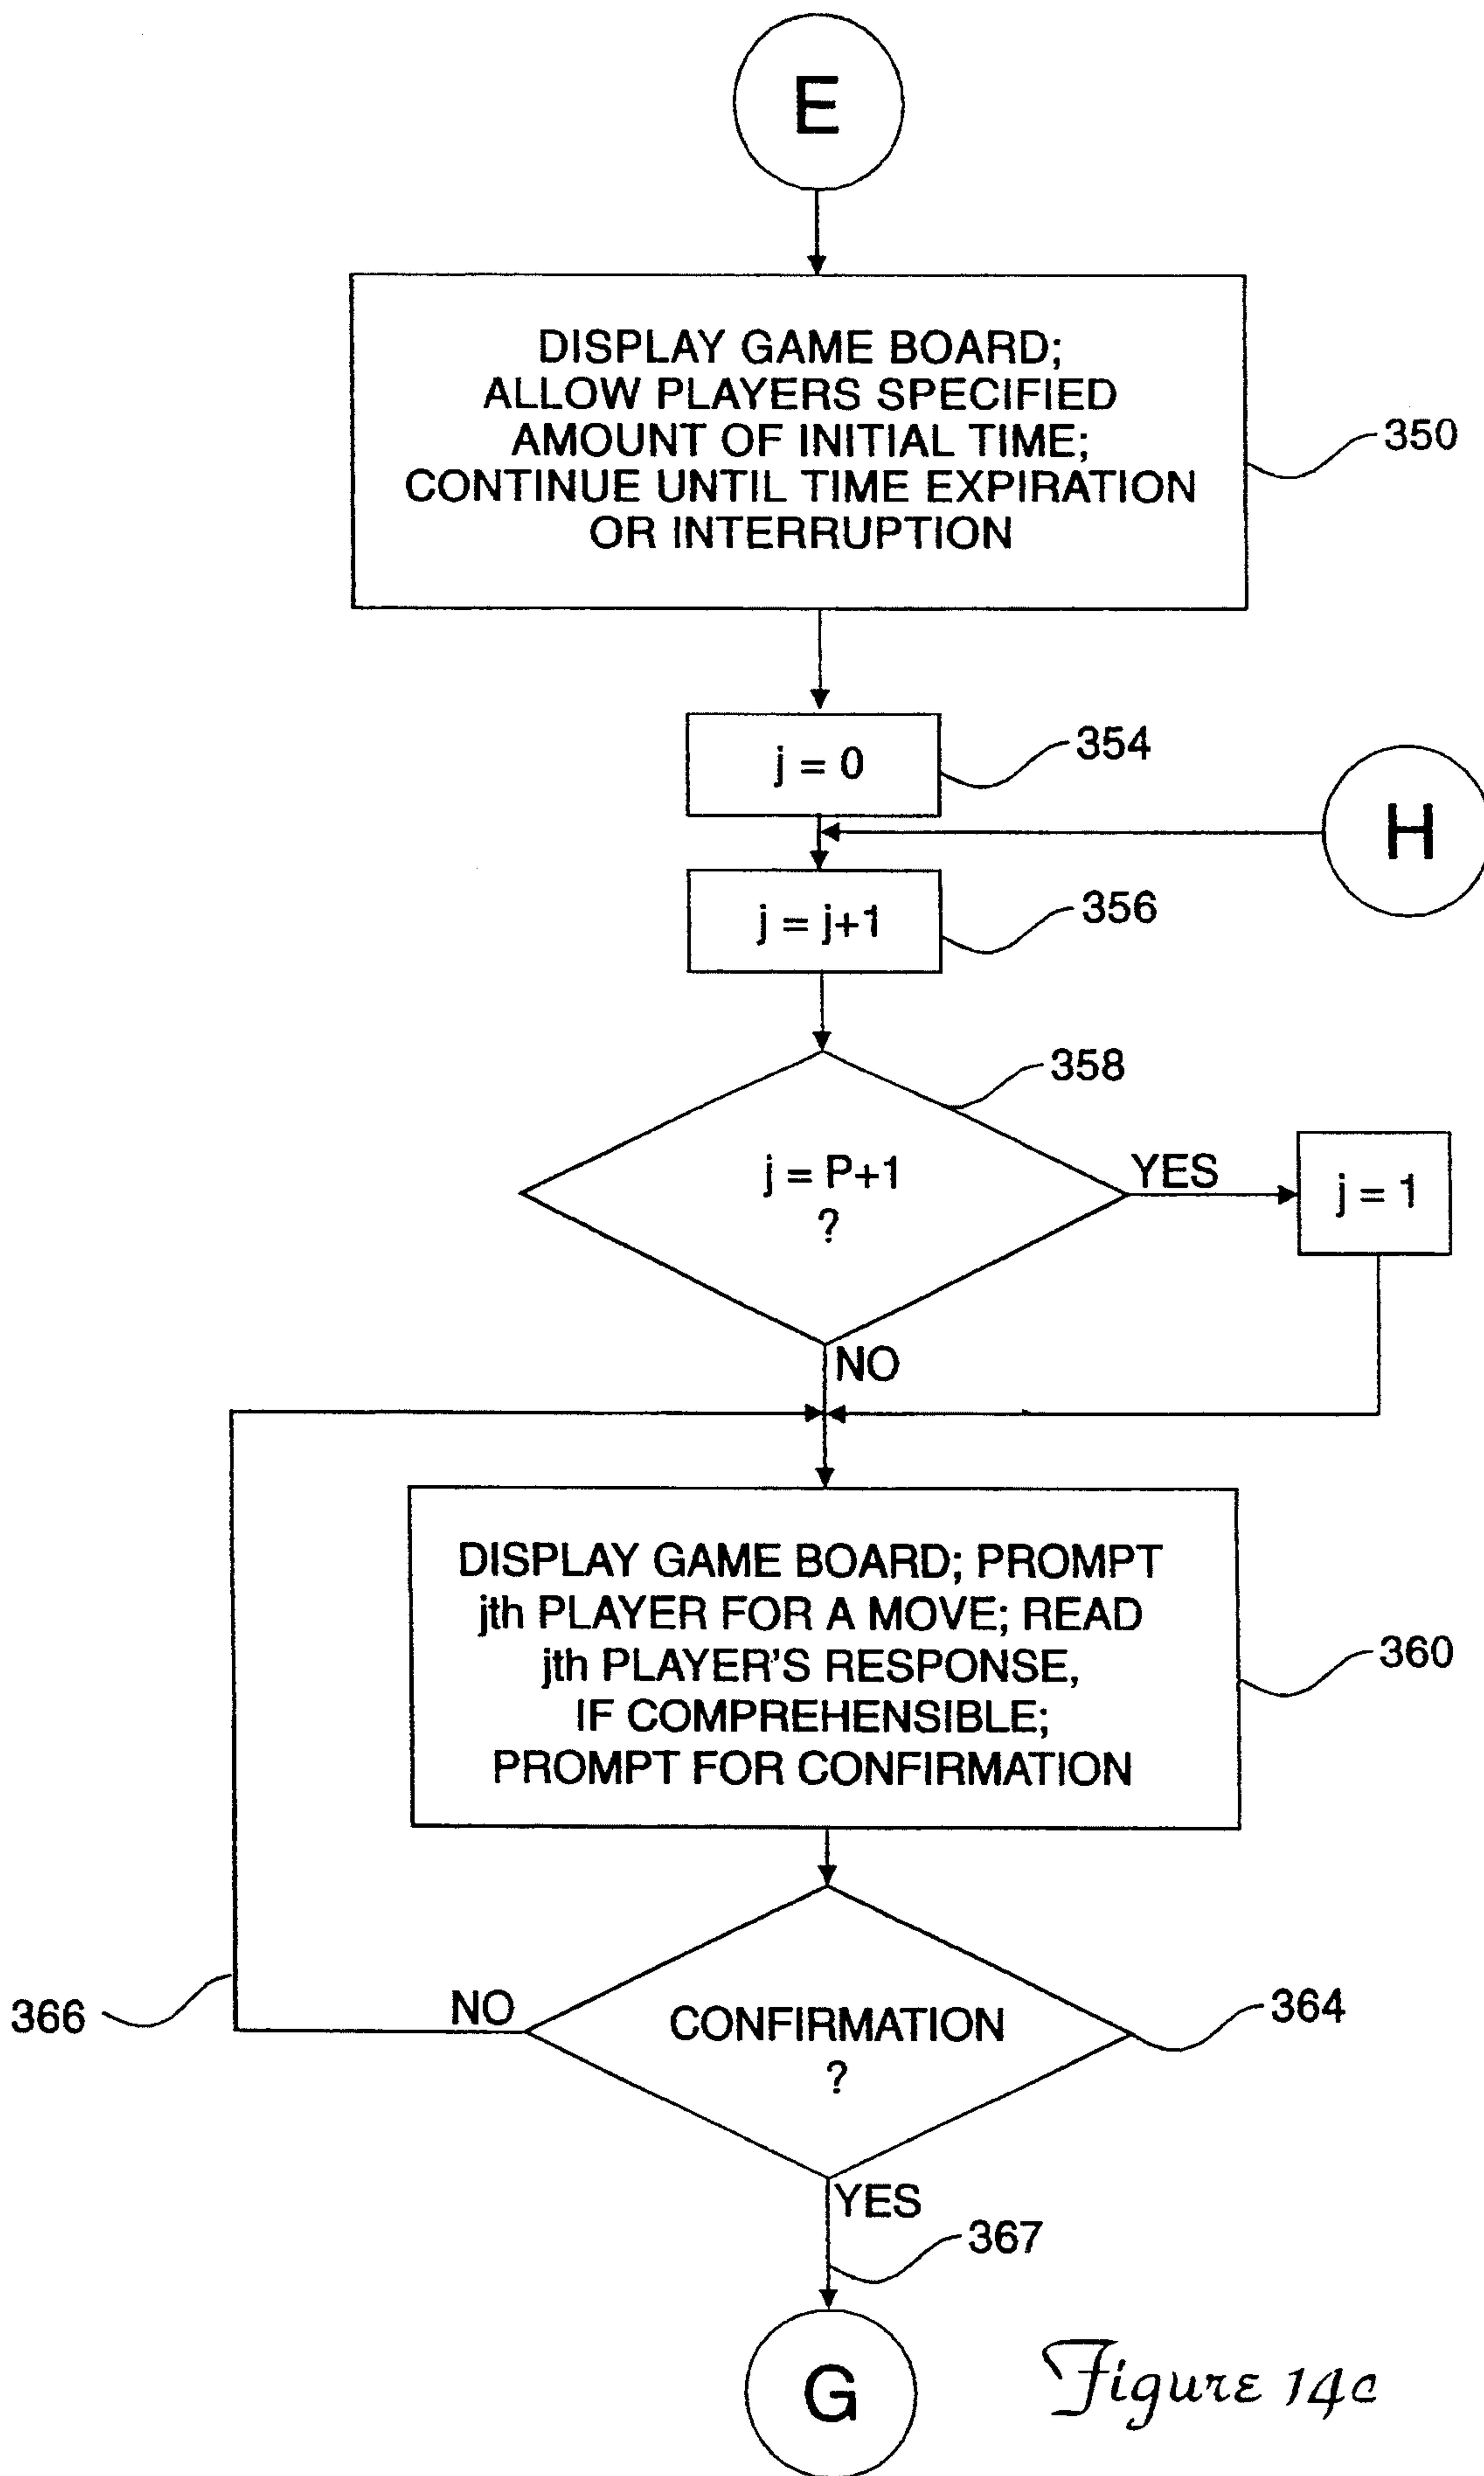 E
DISPLAY GAME BOARD;
ALLOW PLAYERS SPECIFIED
AMOUNT OF INITIAL TIME;
CONTINUE UNTIL TIME EXPIRATION
OR INTERRUPTION
350
j = 0
354
H
j = j+1
356
358
j = P+1
?
YES
j = 1
NO
DISPLAY GAME BOARD; PROMPT
jth PLAYER FOR A MOVE; READ
jth PLAYER'S RESPONSE,
IF COMPREHENSIBLE;
PROMPT FOR CONFIRMATION
360
366
NO
CONFIRMATION
?
364
YES
367
G
Figure 14c